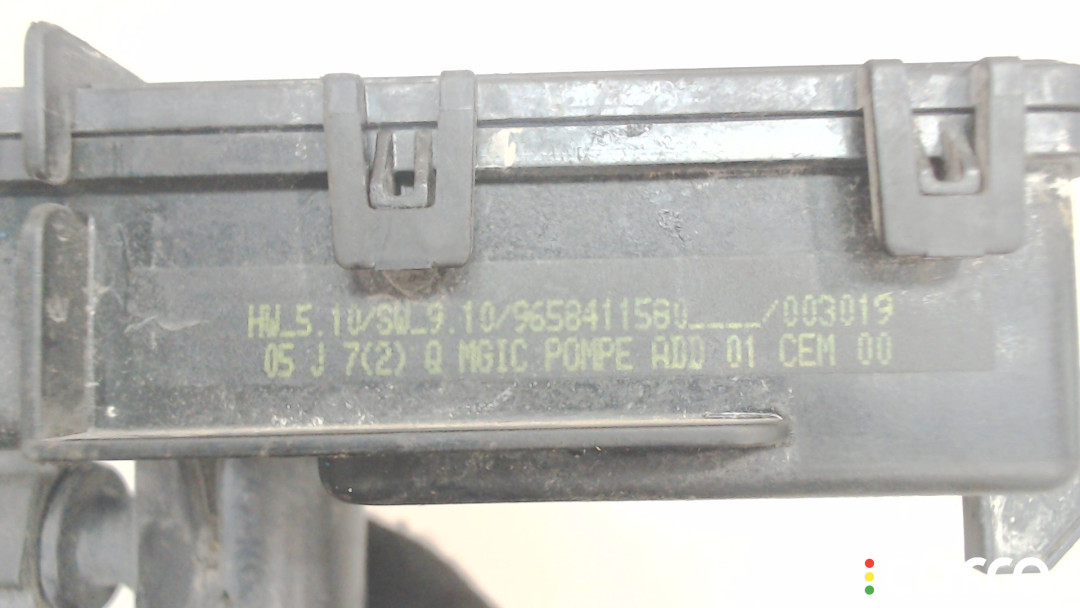 HW_5.10/SW_9.10/9658411580____/003019
05 J 7(2) Q MGIC POMPE ADD 01 CEM 00